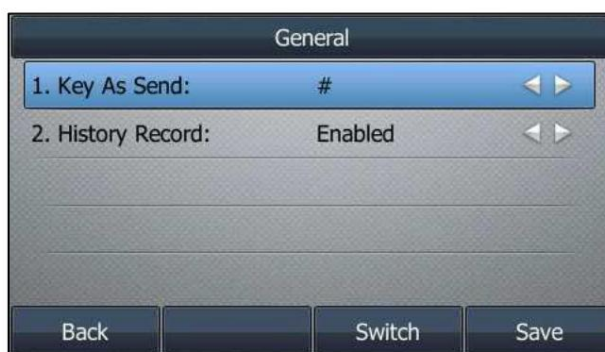 General
1. Key As Send: #
2. History Record: Enabled
Back Switch Save